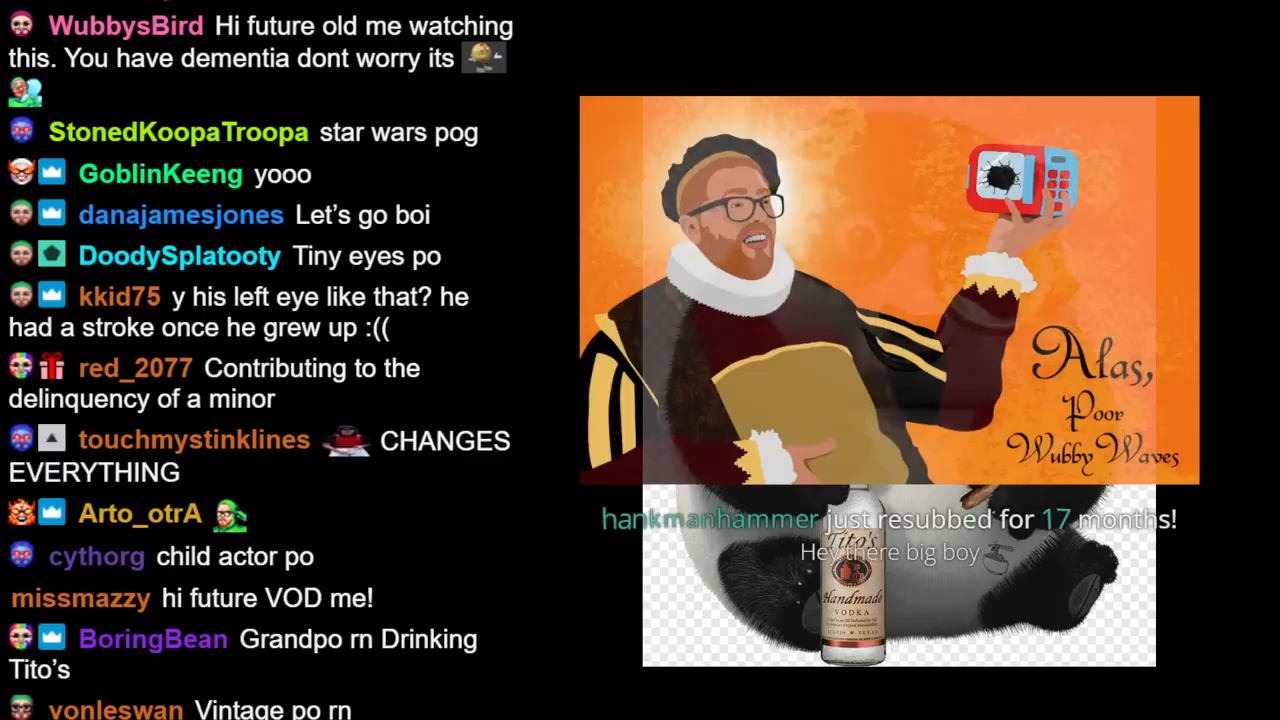 WubbysBird Hi future old me watching
this. You have dementia dont worry its
StonedKoopaTroopa star wars pog
GoblinKeeng yooo
danajamesjones Let’s go boi
DoodySplatooty Tiny eyes po
kkid75 y his left eye like that? he
had a stroke once he grew up :((
red_2077 Contributing to the
delinquency of a minor
touchmystinklines CHANGES
EVERYTHING
Arto_otrA
cythorg child actor po
missmazzy hi future VOD me!
BoringBean Grandpo rn Drinking
Tito’s
vonleswan Vintage po rn
Alas,
Poor
Wubby Waves
hankmanhammer just resubbed for 17 months!
Hey there big boy
Tito's
Handmade
VODKA
AUSTIN ★ TEXAS